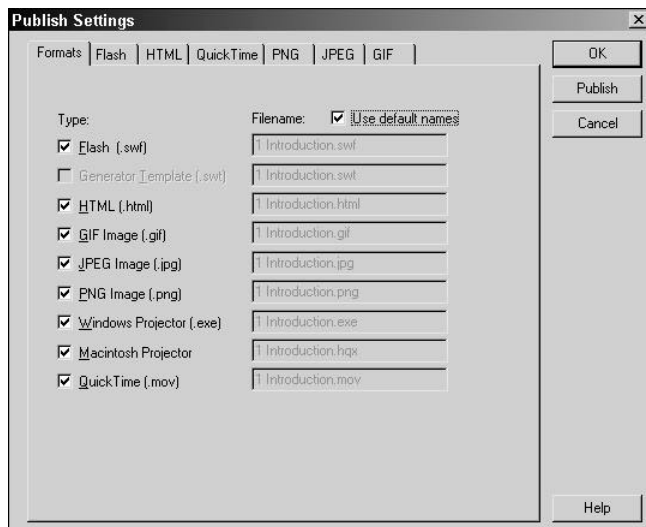 Publish Settings
Formats Flash HTML QuickTime PNG JPEG GIF
OK
Publish
Cancel
Type: Filename: Use default names
Flash (.swf) 1 Introduction.swf
Generator Template (.swt) 1 Introduction.swt
HTML (.html) 1 Introduction.html
GIF Image (.gif) 1 Introduction.gif
JPEG Image (.jpg) 1 Introduction.jpg
PNG Image (.png) 1 Introduction.png
Windows Projector (.exe) 1 Introduction.exe
Macintosh Projector 1 Introduction.hqx
QuickTime (.mov) 1 Introduction.mov
Help